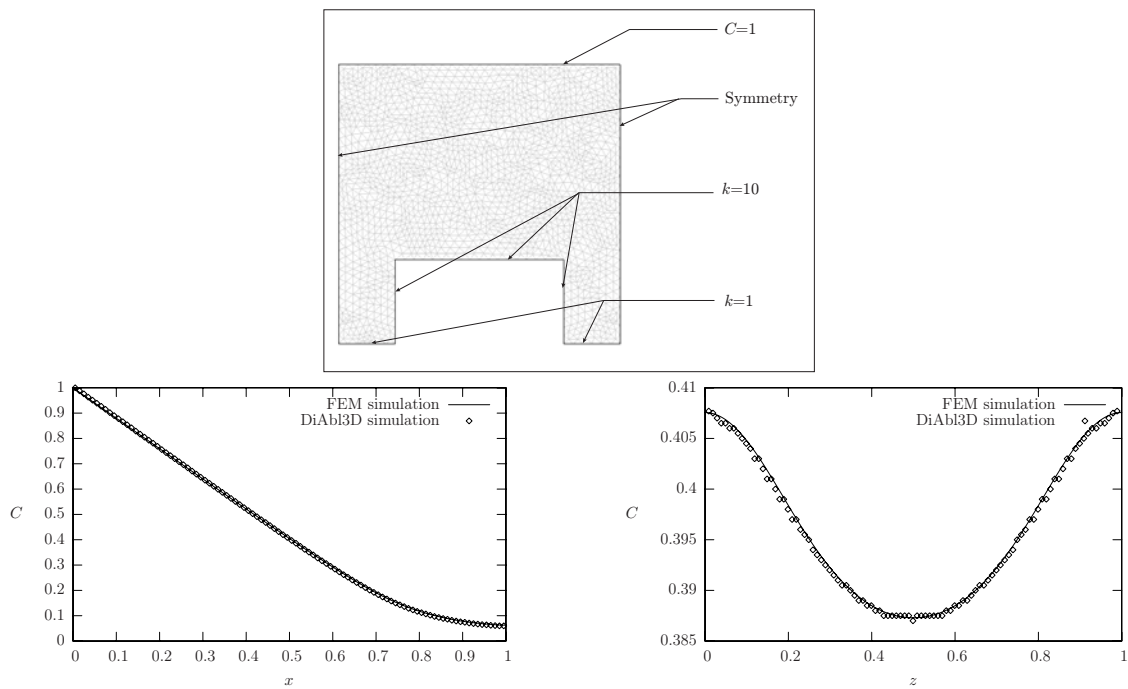 C=1
Symmetry
k=10
k=1
1
0.9
0.8
0.7
0.6
0.5
0.4
0.3
0.2
0.1
0
C
FEM simulation
DiAbl3D simulation
0 0.1 0.2 0.3 0.4 0.5 0.6 0.7 0.8 0.9 1
x
0.41
0.405
0.4
0.395
0.39
0.385
C
FEM simulation
DiAbl3D simulation
0 0.2 0.4 0.6 0.8 1
z